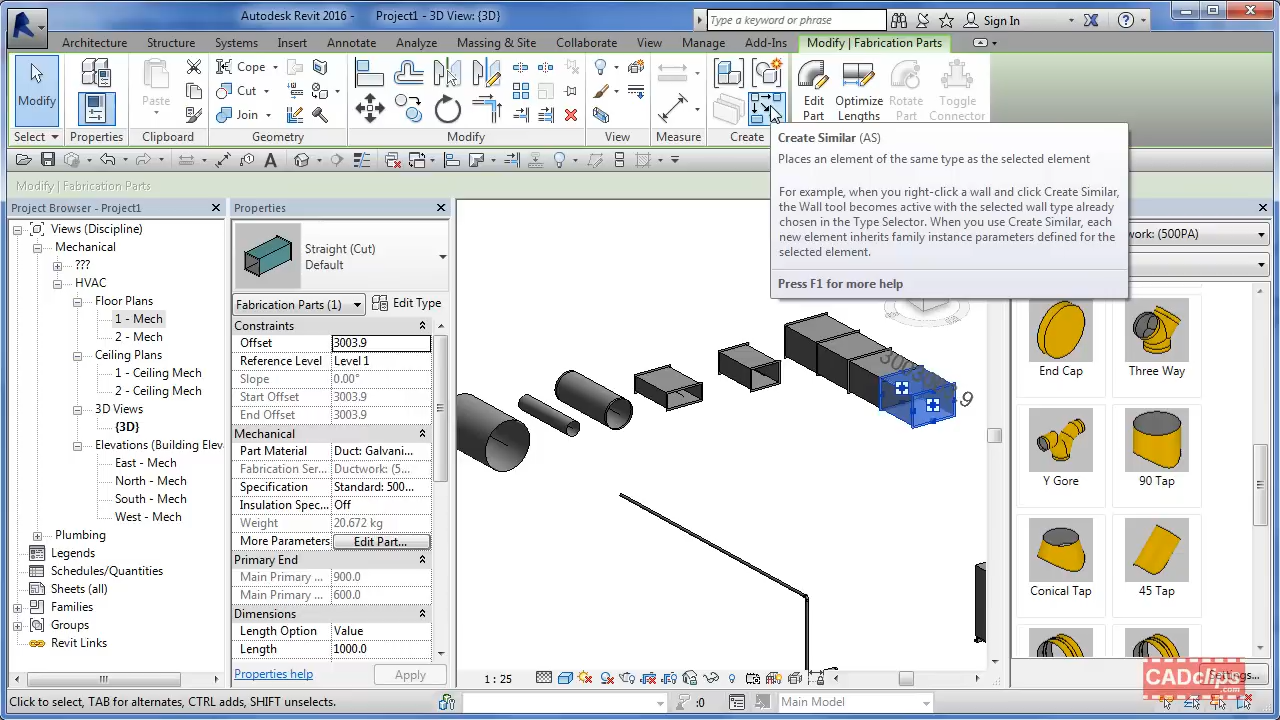 Autodesk Revit 2016 - Project1 - 3D View: {3D}
Type a keyword or phrase
Sign In
Architecture Structure Systems Insert Annotate Analyze Massing & Site Collaborate View Manage Add-Ins Modify | Fabrication Parts
Modify
Paste
Cope
Cut
Join
Edit Part
Optimize Lengths
Rotate Part
Toggle Connector
Select Properties Clipboard Geometry Modify View Measure Create
Create Similar (AS)
Places an element of the same type as the selected element
For example, when you right-click a wall and click Create Similar,
the Wall tool becomes active with the selected wall type already
chosen in the Type Selector. When you use Create Similar, each
new element inherits family instance parameters defined for the
selected element.
Press F1 for more help
Modify | Fabrication Parts
Project Browser - Project1
Views (Discipline)
Mechanical
???
HVAC
Floor Plans
1 - Mech
2 - Mech
Ceiling Plans
1 - Ceiling Mech
2 - Ceiling Mech
3D Views
{3D}
Elevations (Building Elev
East - Mech
North - Mech
South - Mech
West - Mech
Plumbing
Legends
Schedules/Quantities
Sheets (all)
Families
Groups
Revit Links
Properties
Straight (Cut)
Default
Fabrication Parts (1)
Edit Type
Constraints
Offset 3003.9
Reference Level Level 1
Slope 0.00°
Start Offset 3003.9
End Offset 3003.9
Mechanical
Part Material Duct: Galvani...
Fabrication Ser... Ductwork: (5...
Specification Standard: 500...
Insulation Spec... Off
Weight 20.672 kg
More Parameters Edit Part...
Primary End
Main Primary ... 900.0
Main Primary ... 600.0
Dimensions
Length Option Value
Length 1000.0
Properties help
Apply
work: (500PA)
End Cap
Three Way
Y Gore
90 Tap
Conical Tap
45 Tap
Settings...
CADclips
.com
1 : 25
Click to select, TAB for alternates, CTRL adds, SHIFT unselects.
:0
Main Model